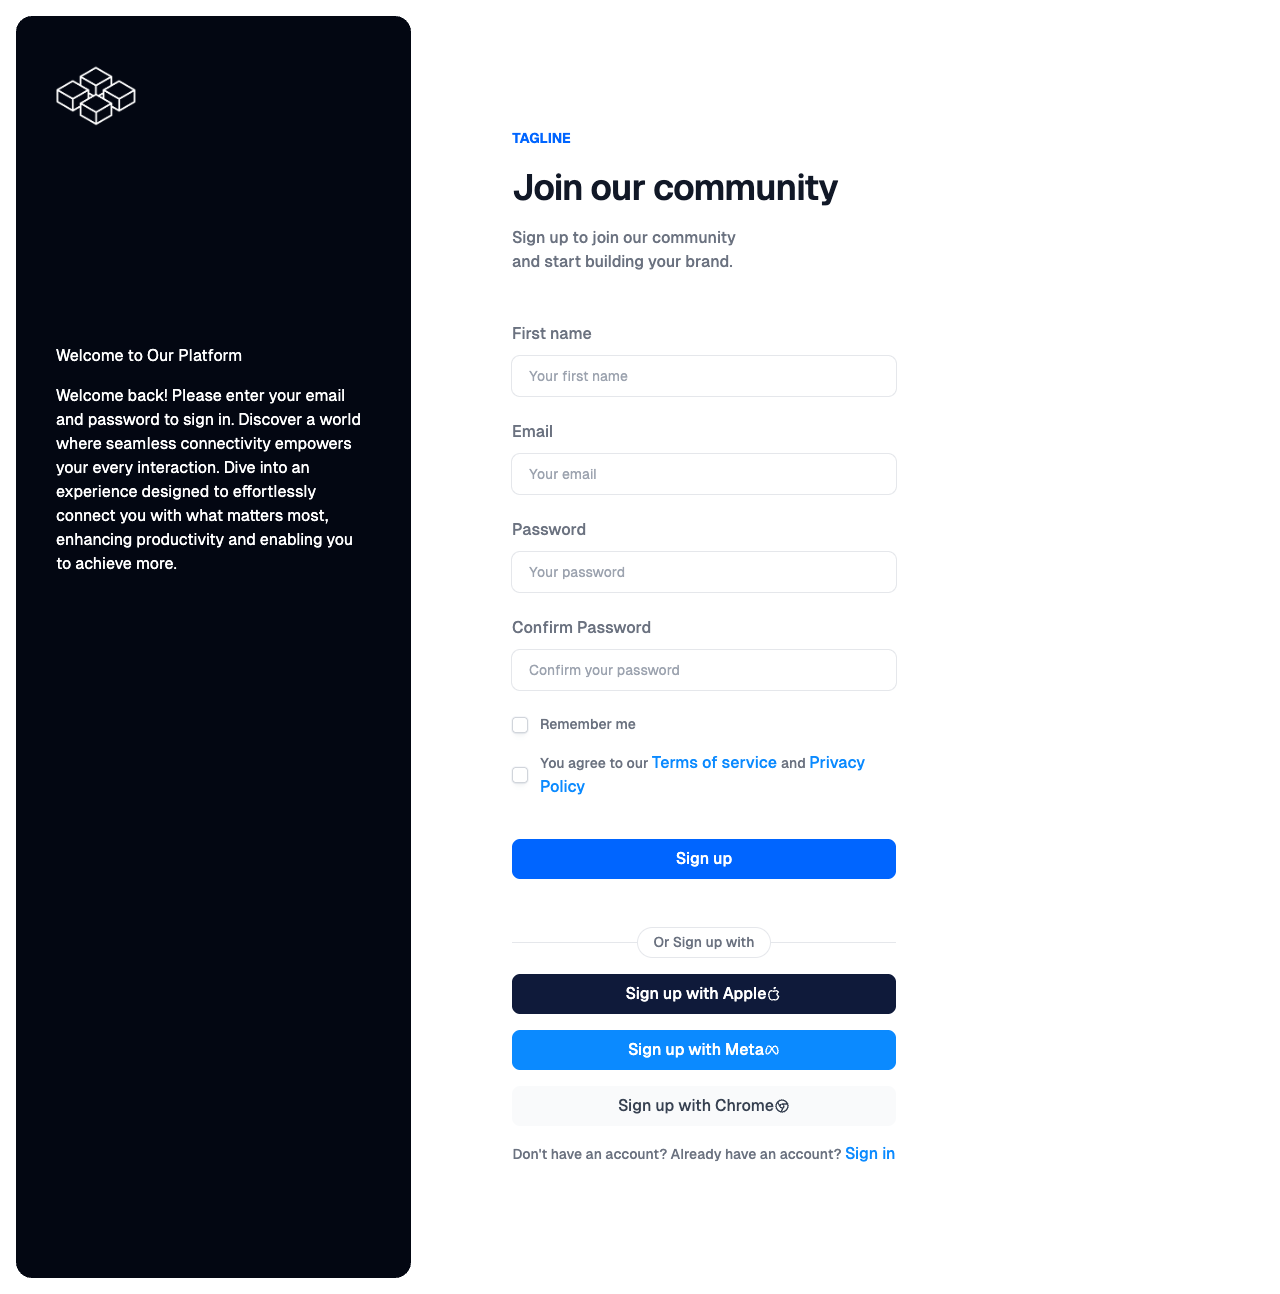 Welcome to Our Platform
Welcome back! Please enter your email
and password to sign in. Discover a world
where seamless connectivity empowers
your every interaction. Dive into an
experience designed to effortlessly
connect you with what matters most,
enhancing productivity and enabling you
to achieve more.
TAGLINE
Join our community
Sign up to join our community
and start building your brand.
First name
Your first name
Email
Your email
Password
Your password
Confirm Password
Confirm your password
Remember me
You agree to our Terms of service and Privacy
Policy
Sign up
Or Sign up with
Sign up with Apple
Sign up with Meta
Sign up with Chrome
Don't have an account? Already have an account? Sign in